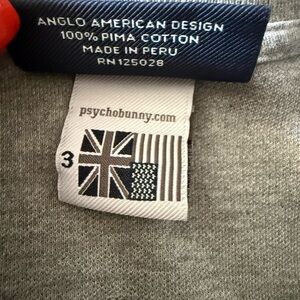 ANGLO AMERICAN DESIGN
100% PIMA COTTON
MADE IN PERU
RN125028
psychobunny.com
3